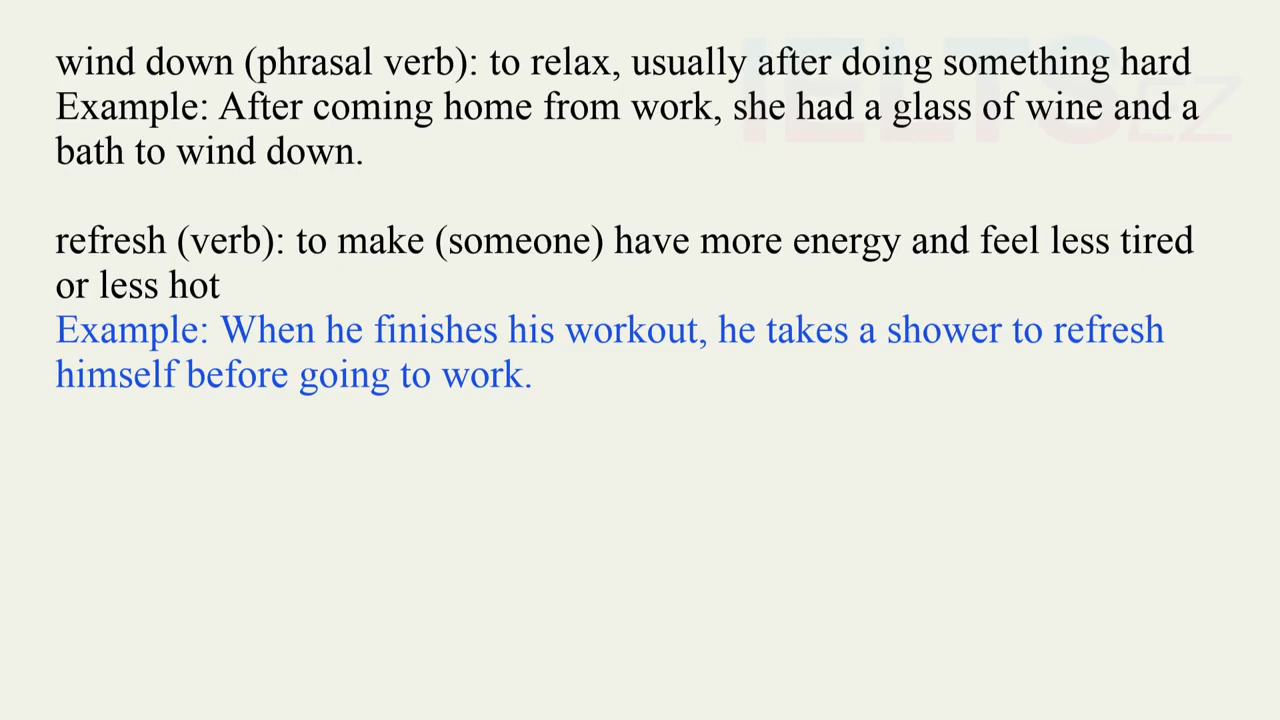 IELTS EZ
wind down (phrasal verb): to relax, usually after doing something hard
Example: After coming home from work, she had a glass of wine and a
bath to wind down.
refresh (verb): to make (someone) have more energy and feel less tired
or less hot
Example: When he finishes his workout, he takes a shower to refresh
himself before going to work.